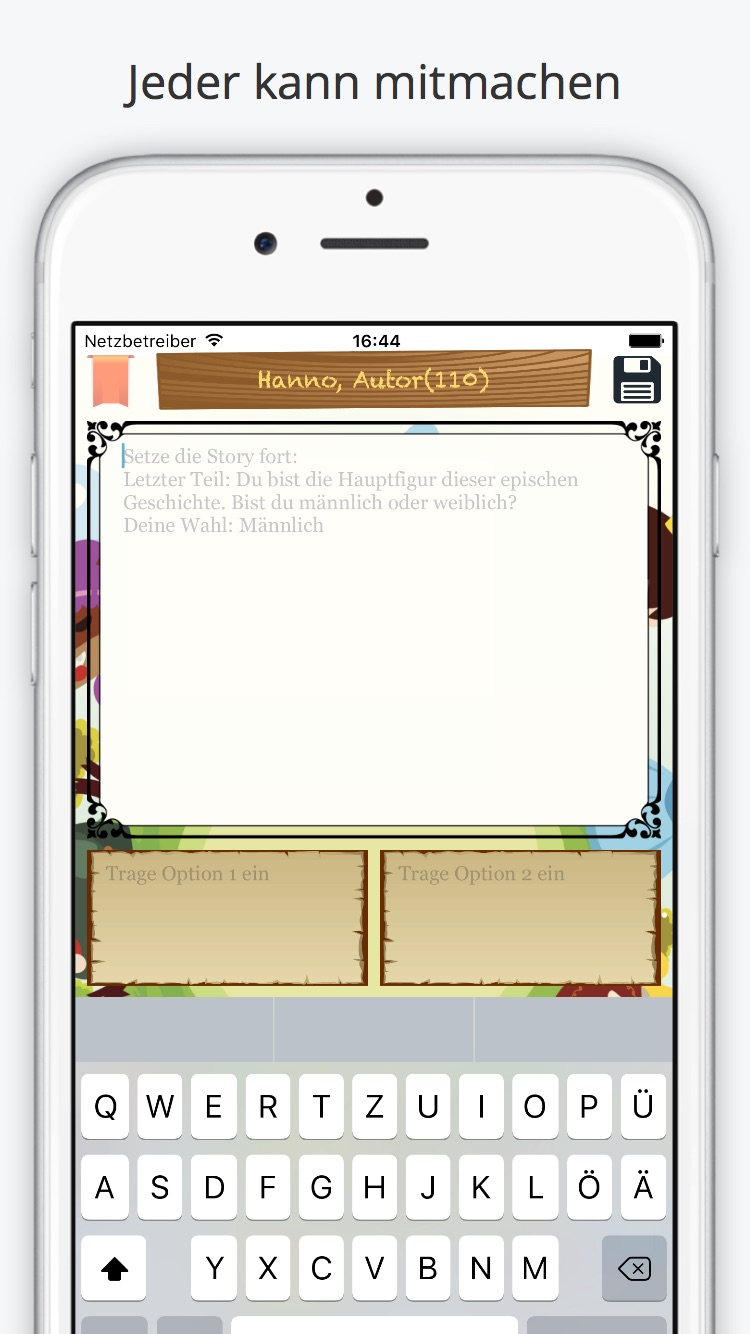 Jeder kann mitmachen
Netzbetreiber 16:44
Hanno, Autor(110)
Setze die Story fort:
Letzter Teil: Du bist die Hauptfigur dieser epischen
Geschichte. Bist du männlich oder weiblich?
Deine Wahl: Männlich
Trage Option 1 ein
Trage Option 2 ein
Q W E R T Z U I O P Ü
A S D F G H J K L Ö Ä
Y X C V B N M